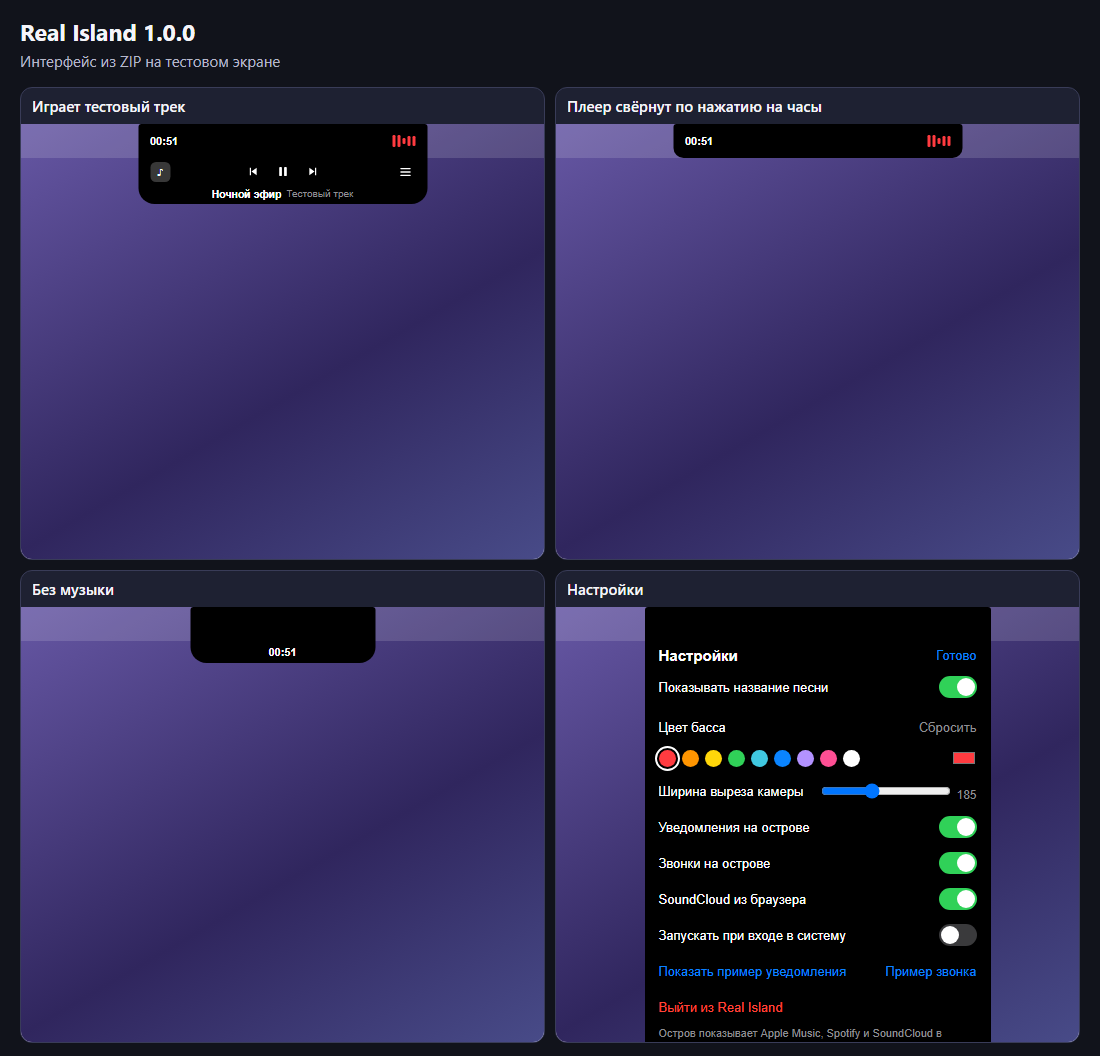 Real Island 1.0.0
Интерфейс из ZIP на тестовом экране
Играет тестовый трек
00:51
Ночной эфир Тестовый трек
Плеер свёрнут по нажатию на часы
00:51
Без музыки
00:51
Настройки
Настройки Готово
Показывать название песни
Цвет басса Сбросить
Ширина выреза камеры 185
Уведомления на острове
Звонки на острове
SoundCloud из браузера
Запускать при входе в систему
Показать пример уведомления Пример звонка
Выйти из Real Island
Остров показывает Apple Music, Spotify и SoundCloud в